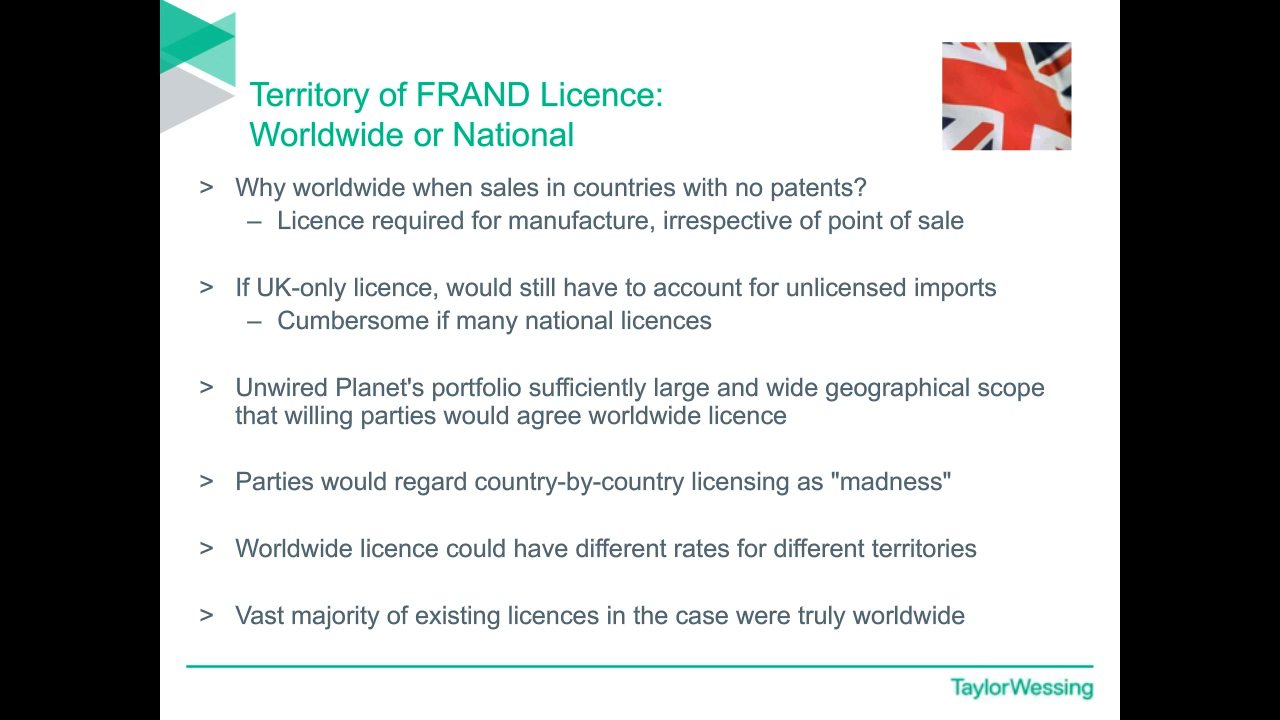 Territory of FRAND Licence:
Worldwide or National
> Why worldwide when sales in countries with no patents?
– Licence required for manufacture, irrespective of point of sale
> If UK-only licence, would still have to account for unlicensed imports
– Cumbersome if many national licences
> Unwired Planet's portfolio sufficiently large and wide geographical scope
that willing parties would agree worldwide licence
> Parties would regard country-by-country licensing as "madness"
> Worldwide licence could have different rates for different territories
> Vast majority of existing licences in the case were truly worldwide
TaylorWessing